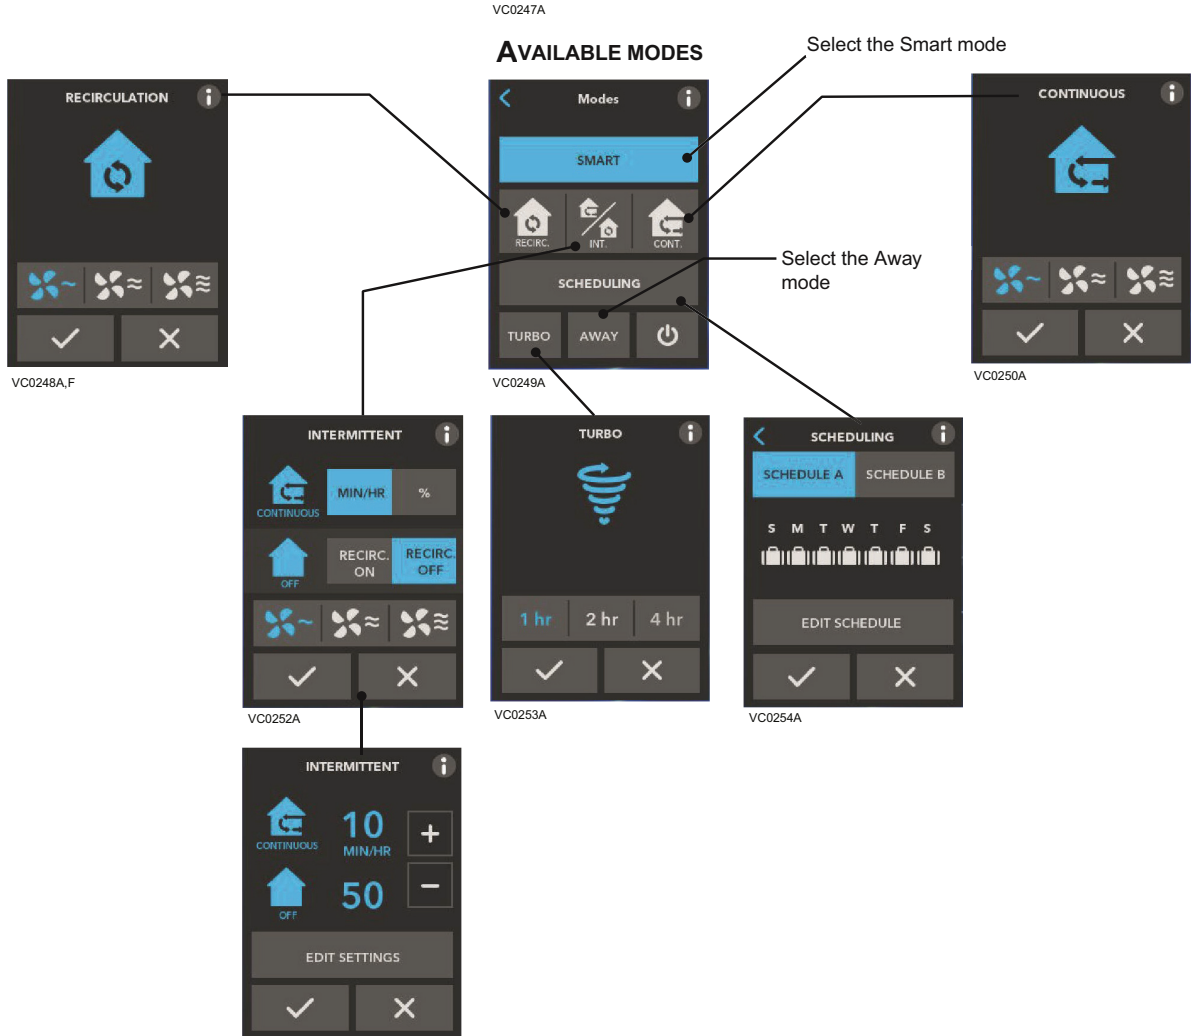 VC0247A
AVAILABLE MODES
Select the Smart mode
RECIRCULATION
i
VC0248A,F
Modes
i
SMART
RECIRC.
INT.
CONT.
SCHEDULING
TURBO
AWAY
VC0249A
Select the Away
mode
CONTINUOUS
i
VC0250A
INTERMITTENT
i
CONTINUOUS
MIN/HR
%
OFF
RECIRC.
ON
RECIRC.
OFF
VC0252A
TURBO
i
1 hr
2 hr
4 hr
VC0253A
SCHEDULING
i
SCHEDULE A
SCHEDULE B
S M T W T F S
EDIT SCHEDULE
VC0254A
INTERMITTENT
i
CONTINUOUS
10
MIN/HR
+
OFF
50
−
EDIT SETTINGS